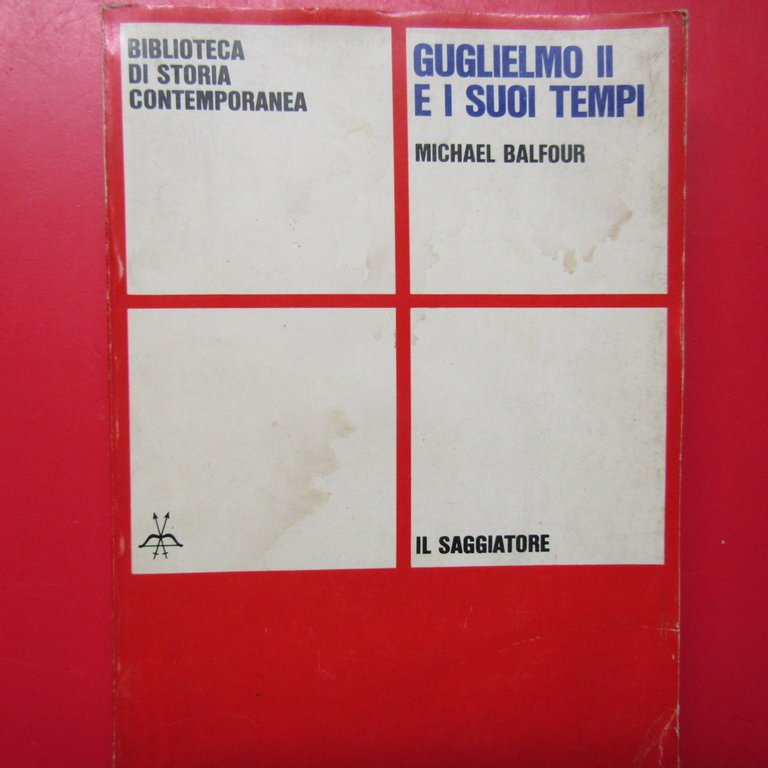 BIBLIOTECA
DI STORIA
CONTEMPORANEA
GUGLIELMO II
E I SUOI TEMPI
MICHAEL BALFOUR
IL SAGGIATORE